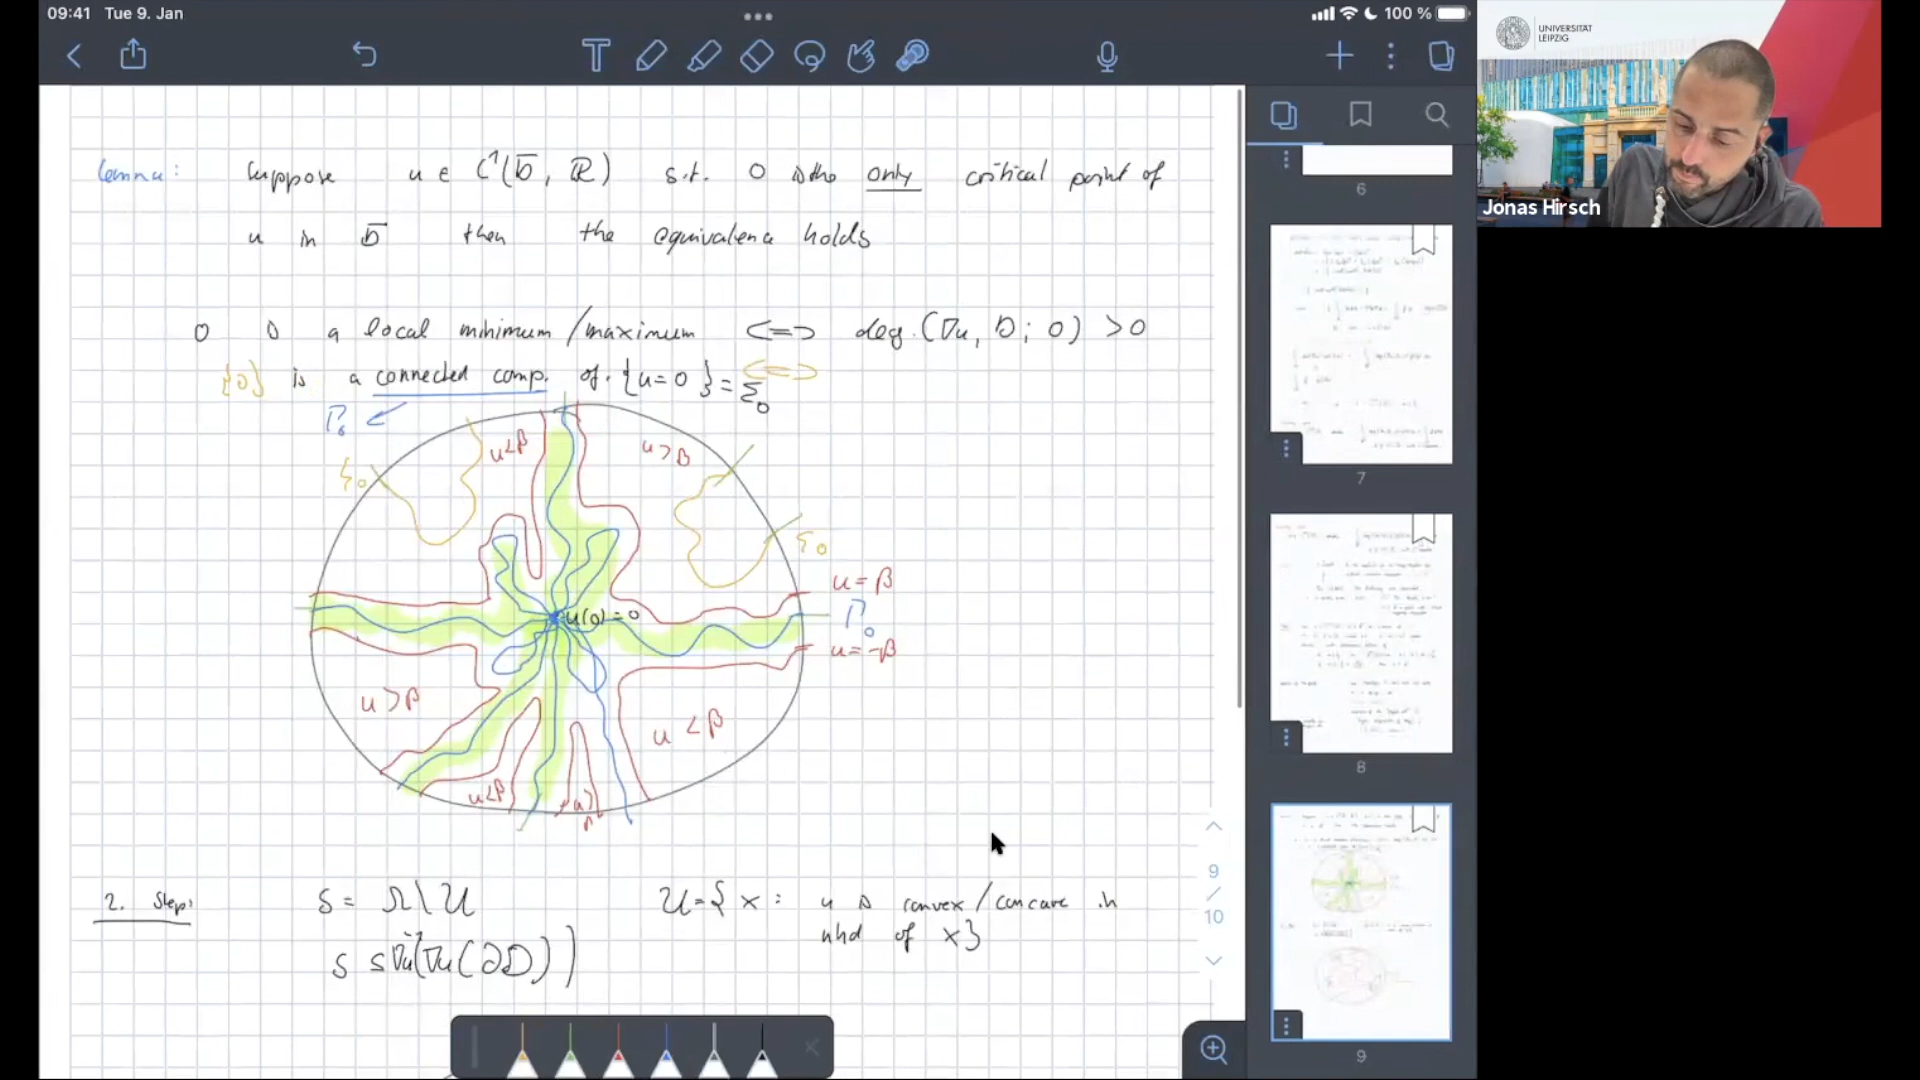 09:41 Tue 9. Jan
100 %
UNIVERSITÄT
LEIPZIG
Jonas Hirsch
Lemma: Suppose u ∈ C¹(D̄, ℝ) s.t. 0 is the only critical point of
u in D̄ then the equivalence holds
0 is a local minimum/maximum <=> deg.(∇u, D; 0) > 0
{0} is a connected comp. of {u=0} = Σ₀ <=>
Γ₀
u<β
u>β
Σ₀
Σ₀
u=β
u(0)=0
Γ₀
u=-β
u>β
u<β
u<β
u>
β
2. Step: S = Ω\U U={x: u is convex/concave in
nhd of x}
6
7
8
9
9
/
10